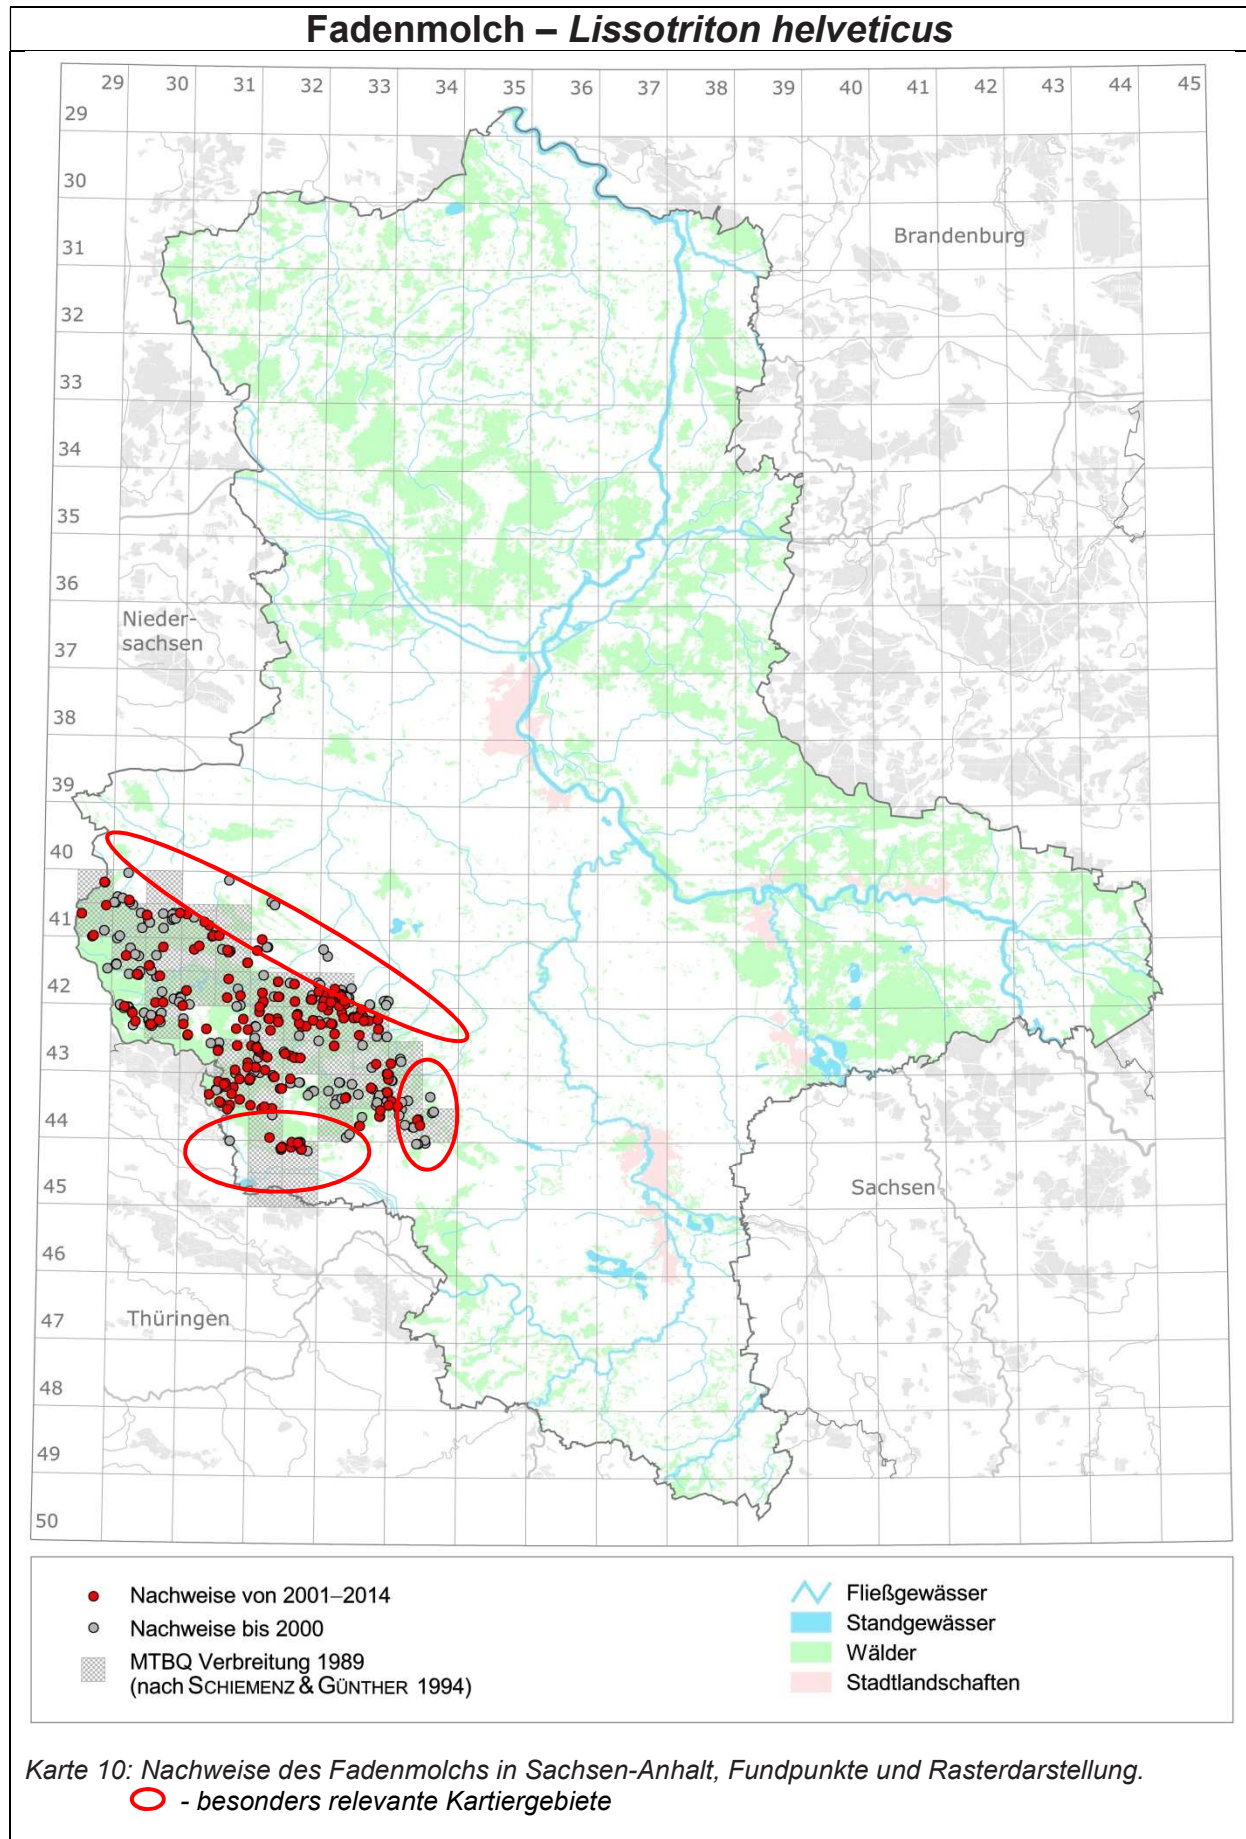 Fadenmolch – Lissotriton helveticus
29 30 31 32 33 34 35 36 37 38 39 40 41 42 43 44 45
29
30
31
Brandenburg
32
33
34
35
36
Nieder-
sachsen
37
38
39
40
41
42
43
44
45
Sachsen
46
Thüringen
47
48
49
50
Nachweise von 2001–2014
Nachweise bis 2000
MTBQ Verbreitung 1989
(nach SCHIEMENZ & GÜNTHER 1994)
Fließgewässer
Standgewässer
Wälder
Stadtlandschaften
Karte 10: Nachweise des Fadenmolchs in Sachsen-Anhalt, Fundpunkte und Rasterdarstellung.
- besonders relevante Kartiergebiete